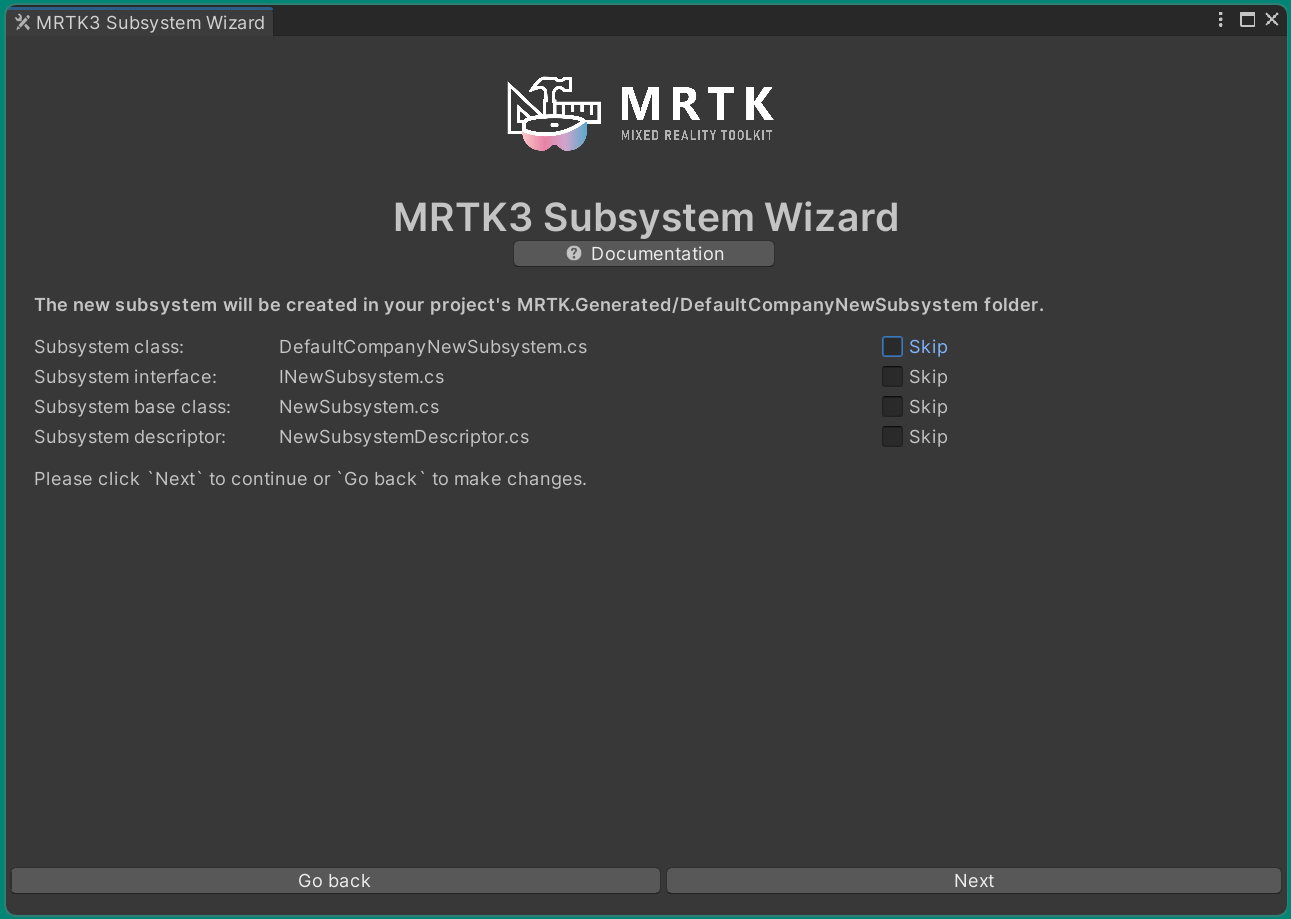 MRTK3 Subsystem Wizard
MRTK
MIXED REALITY TOOLKIT
MRTK3 Subsystem Wizard
Documentation
The new subsystem will be created in your project's MRTK.Generated/DefaultCompanyNewSubsystem folder.
Subsystem class: DefaultCompanyNewSubsystem.cs Skip
Subsystem interface: INewSubsystem.cs Skip
Subsystem base class: NewSubsystem.cs Skip
Subsystem descriptor: NewSubsystemDescriptor.cs Skip
Please click `Next` to continue or `Go back` to make changes.
Go back Next